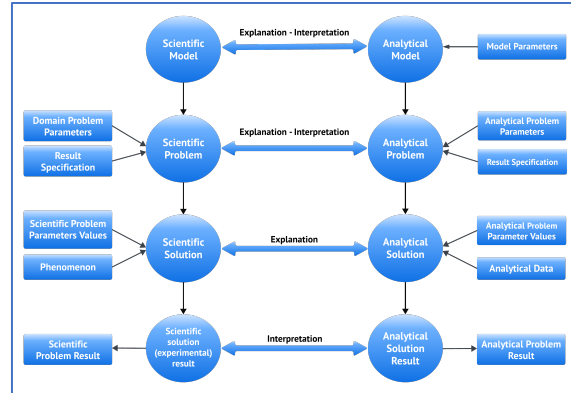 Explanation - Interpretation
Scientific
Model
Analytical
Model
Model Parameters
Domain Problem
Parameters
Result
Specification
Explanation - Interpretation
Scientific
Problem
Analytical
Problem
Analytical Problem
Parameters
Result Specification
Scientific Problem
Parameters Values
Phenomenon
Scientific
Solution
Explanation
Analytical
Solution
Analytical Problem
Parameter Values
Analytical Data
Scientific
Problem Result
Scientific
solution
(experimental)
result
Interpretation
Analytical
Solution
Result
Analytical Problem
Result